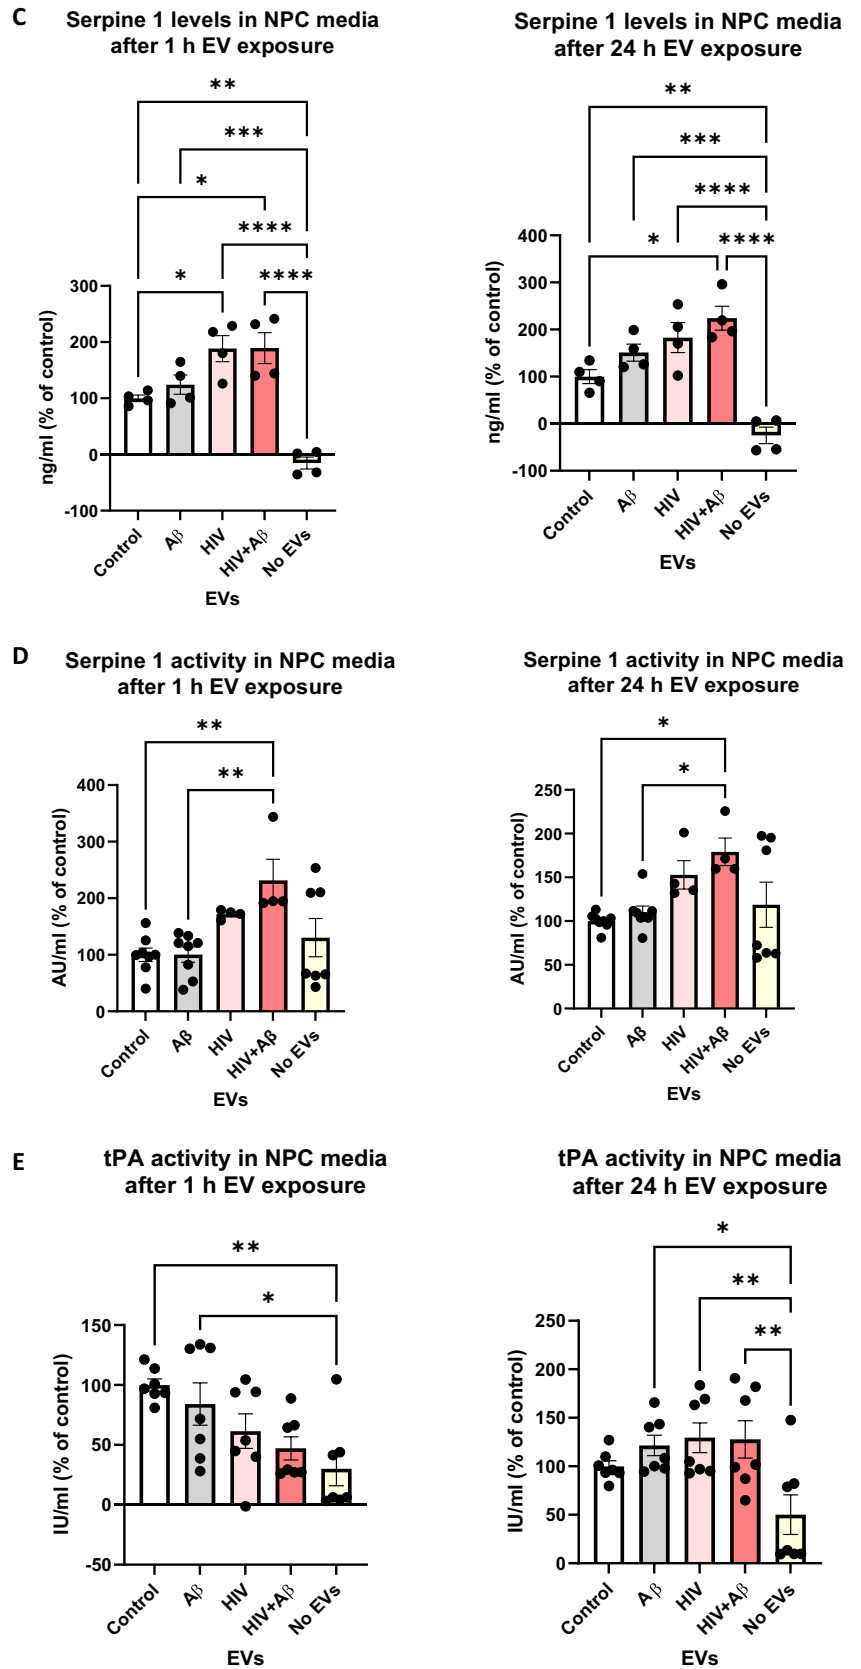 C
Serpine 1 levels in NPC media
after 1 h EV exposure
**
***
*
****
*
****
300
200
100
0
-100
ng/ml (% of control)
Control
Aβ
HIV
HIV+Aβ
No EVs
EVs
Serpine 1 levels in NPC media
after 24 h EV exposure
**
***
****
*
****
400
300
200
100
0
-100
ng/ml (% of control)
Control
Aβ
HIV
HIV+Aβ
No EVs
EVs
D
Serpine 1 activity in NPC media
after 1 h EV exposure
**
**
400
300
200
100
0
AU/ml (% of control)
Control
Aβ
HIV
HIV+Aβ
No EVs
EVs
Serpine 1 activity in NPC media
after 24 h EV exposure
*
*
250
200
150
100
50
0
AU/ml (% of control)
Control
Aβ
HIV
HIV+Aβ
No EVs
EVs
E
tPA activity in NPC media
after 1 h EV exposure
**
*
150
100
50
0
-50
IU/ml (% of control)
Control
Aβ
HIV
HIV+Aβ
No EVs
EVs
tPA activity in NPC media
after 24 h EV exposure
*
**
**
250
200
150
100
50
0
IU/ml (% of control)
Control
Aβ
HIV
HIV+Aβ
No EVs
EVs